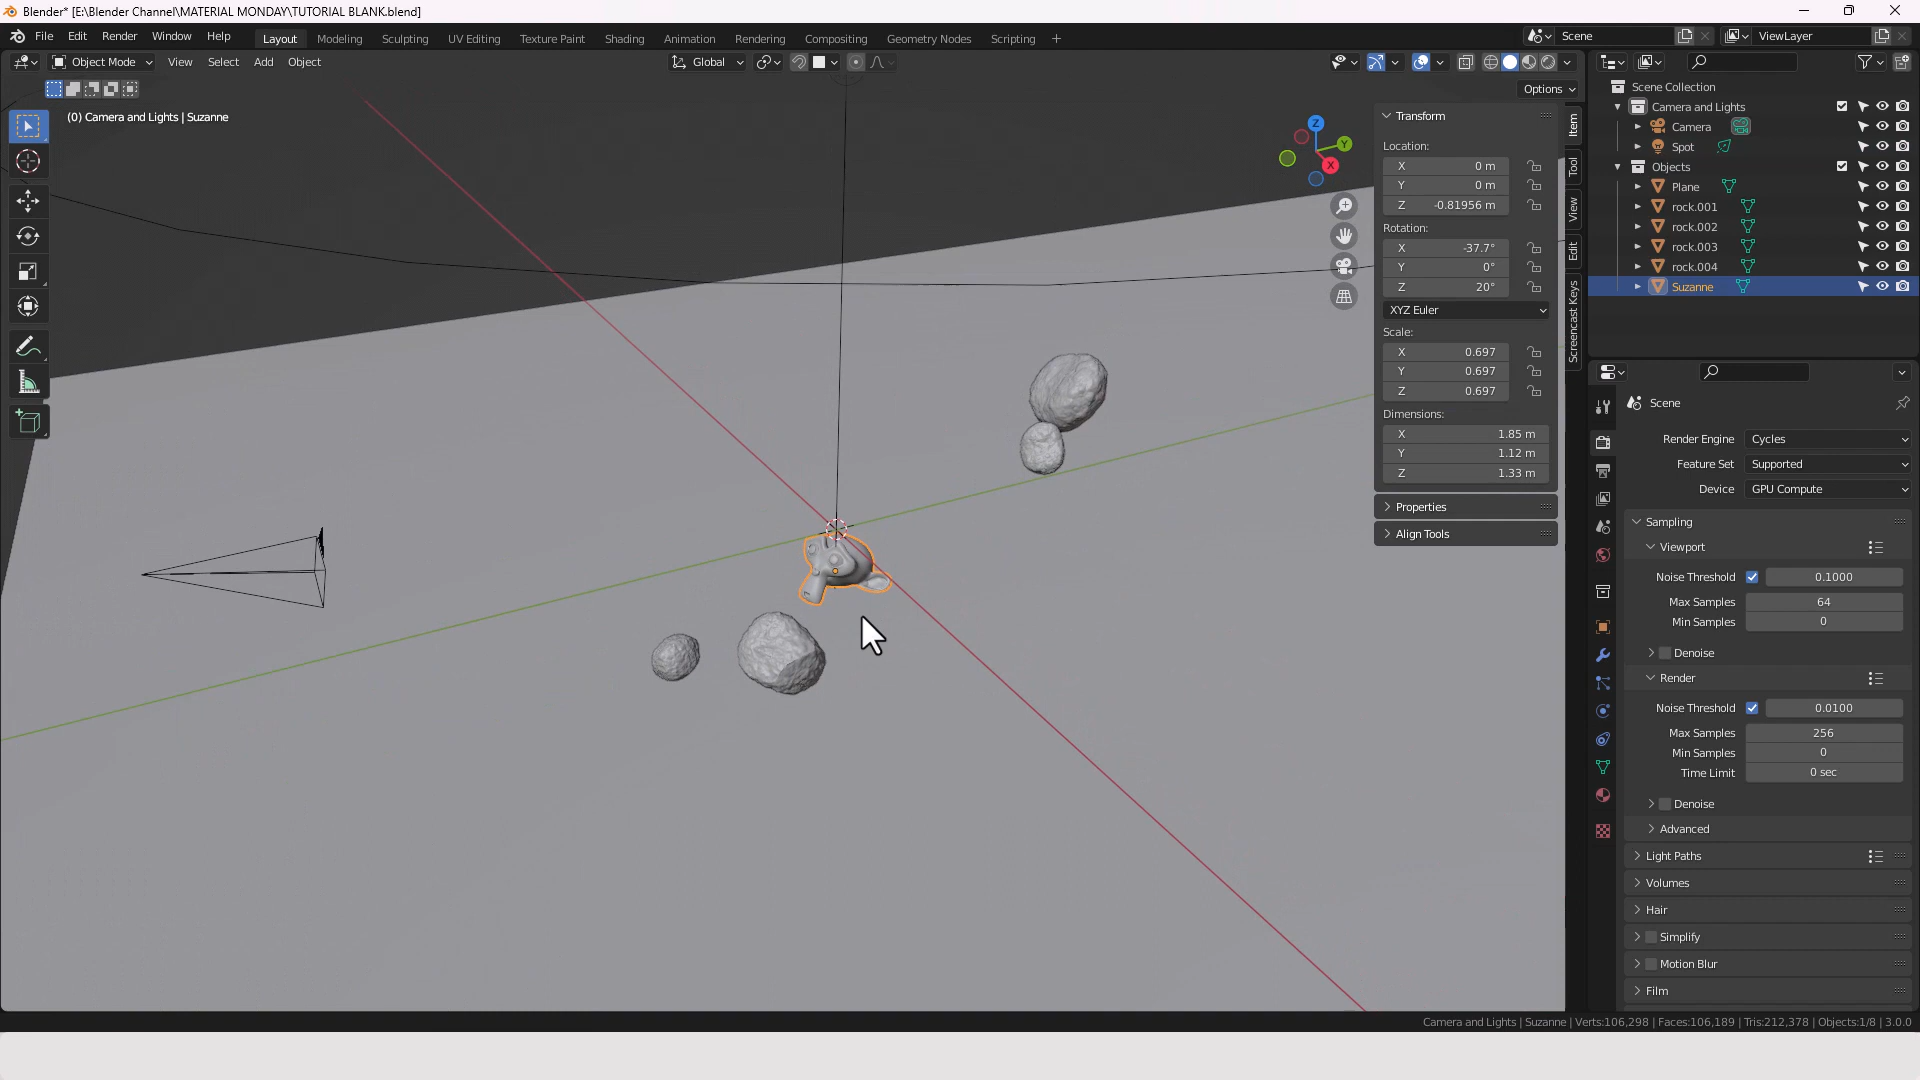 Blender* [E:\Blender Channel\MATERIAL MONDAY\TUTORIAL BLANK.blend]
File Edit Render Window Help Layout Modeling Sculpting UV Editing Texture Paint Shading Animation Rendering Compositing Geometry Nodes Scripting + Scene ViewLayer
Object Mode View Select Add Object Global
Options
(0) Camera and Lights | Suzanne
Z
Y
X
Transform
Location:
X 0 m
Y 0 m
Z -0.81956 m
Rotation:
X -37.7°
Y 0°
Z 20°
XYZ Euler
Scale:
X 0.697
Y 0.697
Z 0.697
Dimensions:
X 1.85 m
Y 1.12 m
Z 1.33 m
Properties
Align Tools
Item
Tool
View
Edit
Screencast Keys
Scene Collection
Camera and Lights
Camera
Spot
Objects
Plane
rock.001
rock.002
rock.003
rock.004
Suzanne
Scene
Render Engine Cycles
Feature Set Supported
Device GPU Compute
Sampling
Viewport
Noise Threshold 0.1000
Max Samples 64
Min Samples 0
Denoise
Render
Noise Threshold 0.0100
Max Samples 256
Min Samples 0
Time Limit 0 sec
Denoise
Advanced
Light Paths
Volumes
Hair
Simplify
Motion Blur
Film
Camera and Lights | Suzanne | Verts:106,298 | Faces:106,189 | Tris:212,378 | Objects:1/8 | 3.0.0